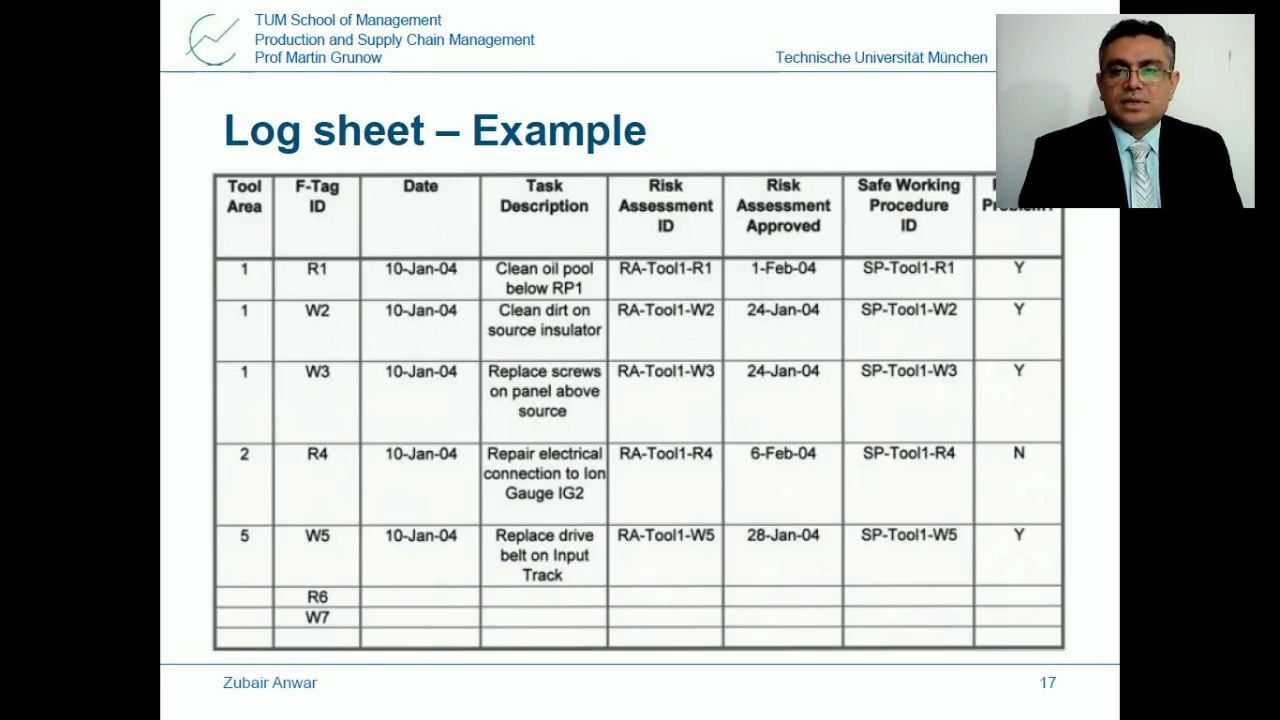 TUM School of Management
Production and Supply Chain Management
Prof Martin Grunow
Technische Universität München
Log sheet – Example
Tool Area | F-Tag ID | Date | Task Description | Risk Assessment ID | Risk Assessment Approved | Safe Working Procedure ID
1 | R1 | 10-Jan-04 | Clean oil pool below RP1 | RA-Tool1-R1 | 1-Feb-04 | SP-Tool1-R1 | Y
1 | W2 | 10-Jan-04 | Clean dirt on source insulator | RA-Tool1-W2 | 24-Jan-04 | SP-Tool1-W2 | Y
1 | W3 | 10-Jan-04 | Replace screws on panel above source | RA-Tool1-W3 | 24-Jan-04 | SP-Tool1-W3 | Y
2 | R4 | 10-Jan-04 | Repair electrical connection to Ion Gauge IG2 | RA-Tool1-R4 | 6-Feb-04 | SP-Tool1-R4 | N
5 | W5 | 10-Jan-04 | Replace drive belt on Input Track | RA-Tool1-W5 | 28-Jan-04 | SP-Tool1-W5 | Y
R6
W7
Zubair Anwar
17